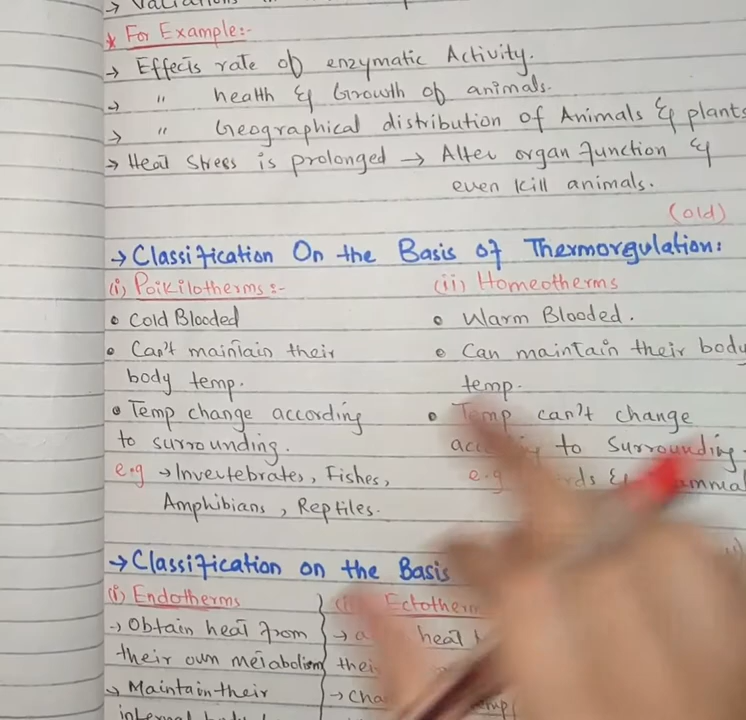 → Variations
* For Example:-
→ Effects rate of enzymatic Activity.
→ " health & Growth of animals.
→ " Geographical distribution of Animals & plants
→ Heat stress is prolonged → Alter organ function &
even kill animals.
(old)
→ Classification On the Basis of Thermorgulation:
(i) Poikilotherms:-
• Cold Blooded
• Can't maintain their
body temp.
• Temp change according
to surrounding.
e.g → Invertebrates, Fishes,
Amphibians, Reptiles.
(ii) Homeotherms
• Warm Blooded.
• Can maintain their body
temp.
• Temp can't change
to surrounding.
e.g
→ Classification on the Basis
(i) Endotherms
→ Obtain heat from
their own metabolism
→ Maintain their
internal
Ectotherm
→ heat
→